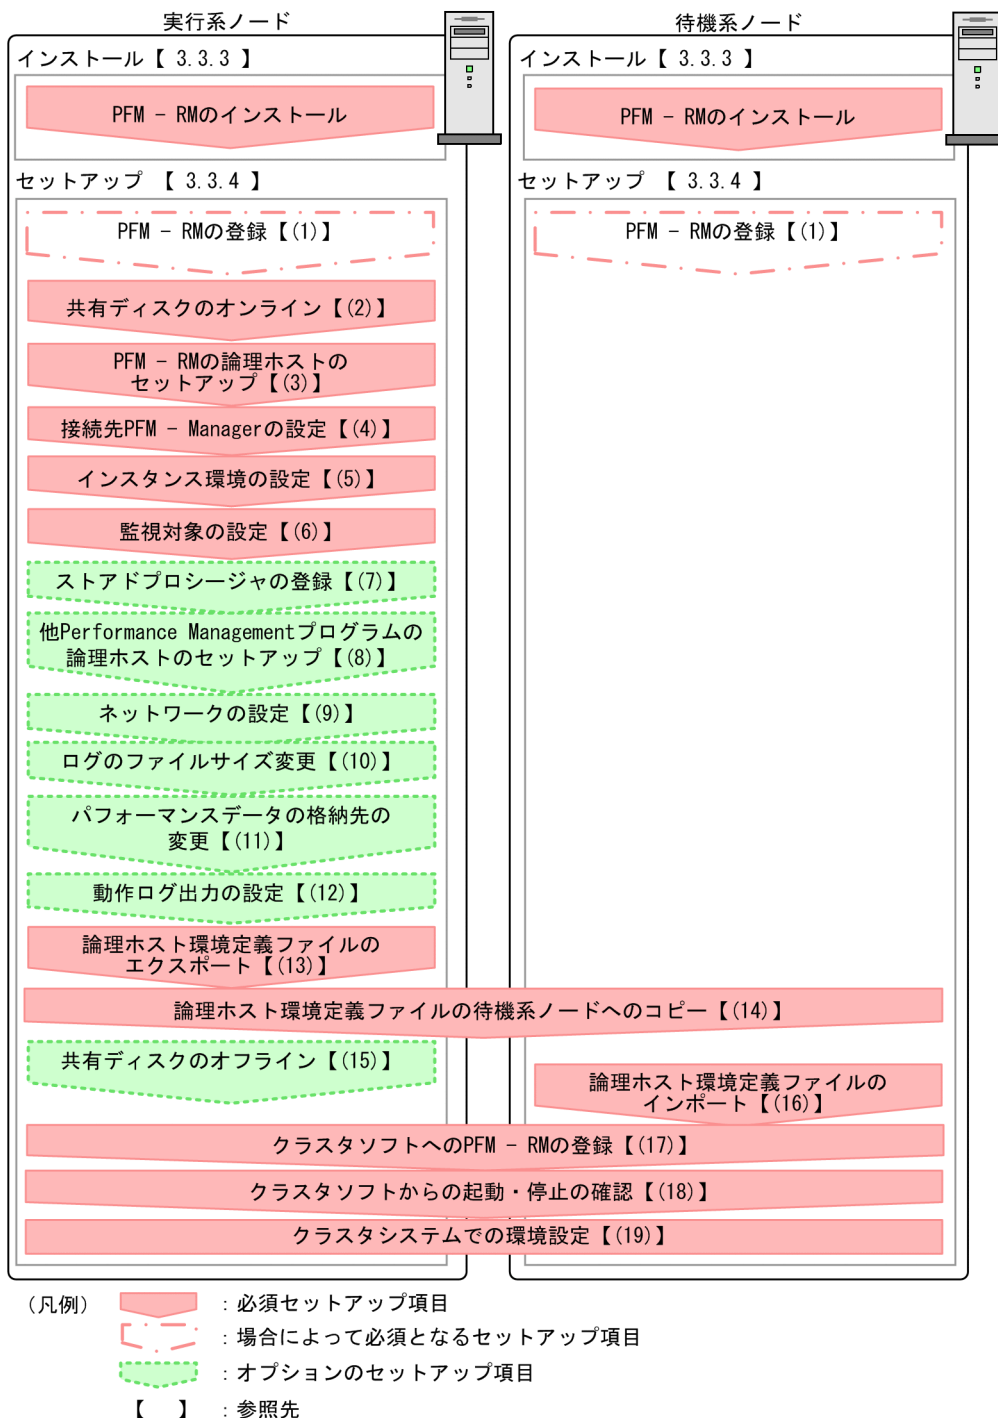 実行系ノード
待機系ノード
インストール【 3.3.3 】
インストール【 3.3.3 】
PFM － RMのインストール
PFM － RMのインストール
セットアップ 【 3.3.4 】
セットアップ 【 3.3.4 】
PFM － RMの登録【(1)】
PFM － RMの登録【(1)】
共有ディスクのオンライン【(2)】
PFM － RMの論理ホストの
セットアップ【(3)】
接続先PFM － Managerの設定【(4)】
インスタンス環境の設定【(5)】
監視対象の設定【(6)】
ストアドプロシージャの登録【(7)】
他Performance Managementプログラムの
論理ホストのセットアップ【(8)】
ネットワークの設定【(9)】
ログのファイルサイズ変更【(10)】
パフォーマンスデータの格納先の
変更【(11)】
動作ログ出力の設定【(12)】
論理ホスト環境定義ファイルの
エクスポート【(13)】
論理ホスト環境定義ファイルの待機系ノードへのコピー【(14)】
共有ディスクのオフライン【(15)】
論理ホスト環境定義ファイルの
インポート【(16)】
クラスタソフトへのPFM － RMの登録【(17)】
クラスタソフトからの起動・停止の確認【(18)】
クラスタシステムでの環境設定【(19)】
（凡例）
：必須セットアップ項目
：場合によって必須となるセットアップ項目
：オプションのセットアップ項目
【　】：参照先